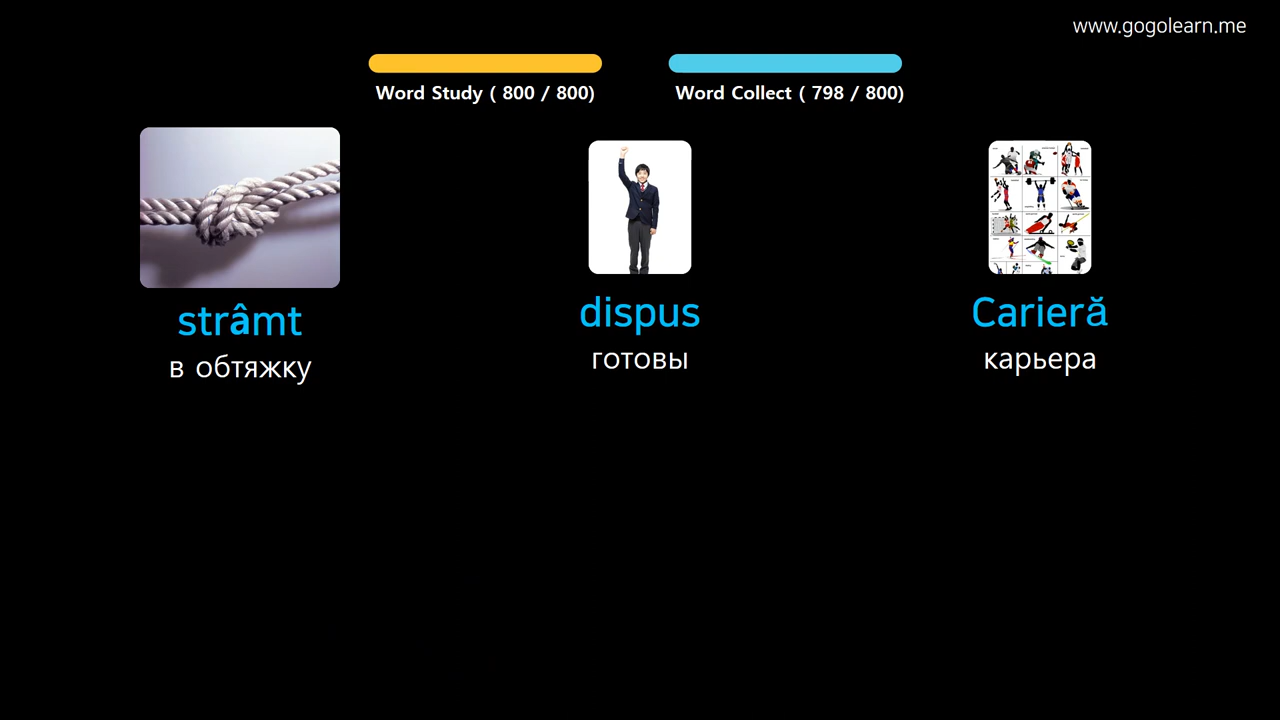 www.gogolearn.me
Word Study ( 800 / 800)
Word Collect ( 798 / 800)
strâmt
в обтяжку
dispus
готовы
Carieră
карьера